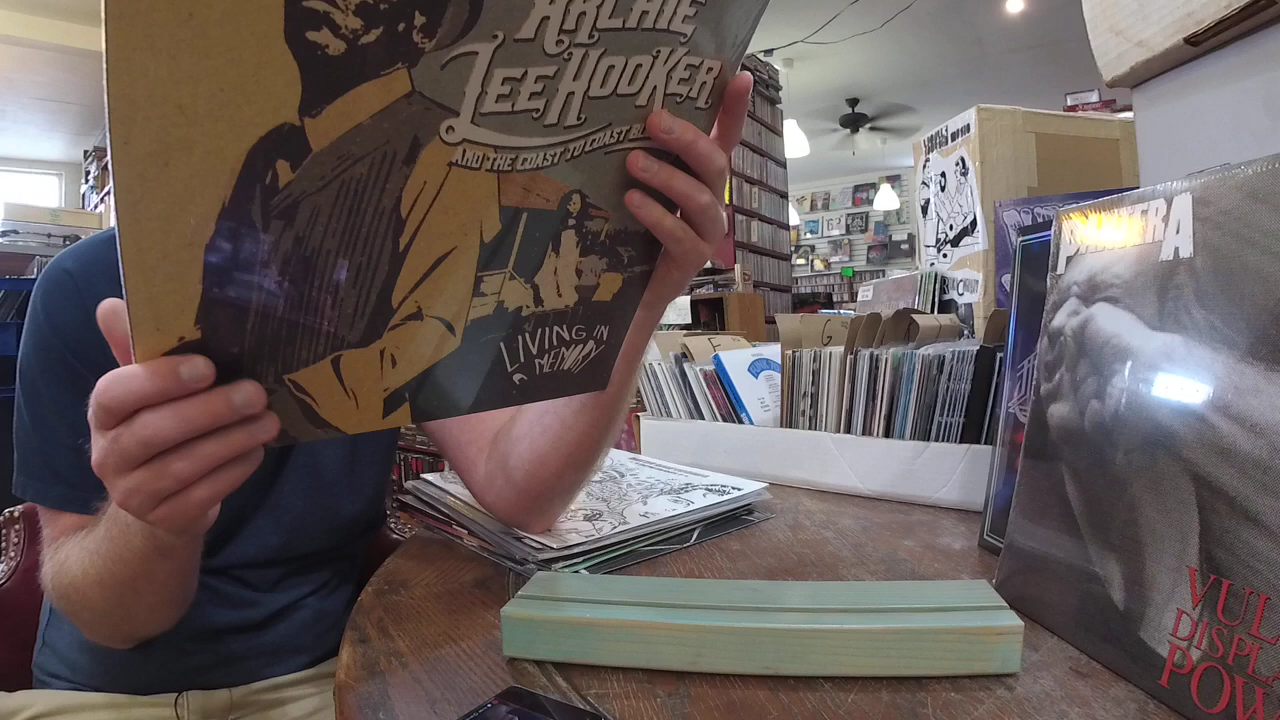 ARCHIE
LEE HOOKER
AND THE COAST TO COAST
LIVING IN
MEMORY
E
G
PANTERA
VUL
DISPL
POW